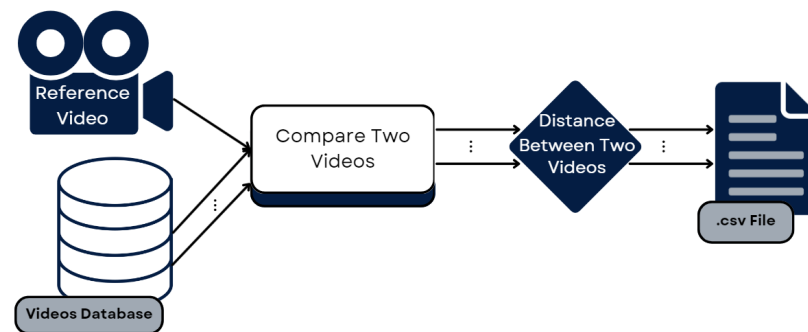 Reference
Video
Compare Two
Videos
Distance
Between Two
Videos
.csv File
Videos Database